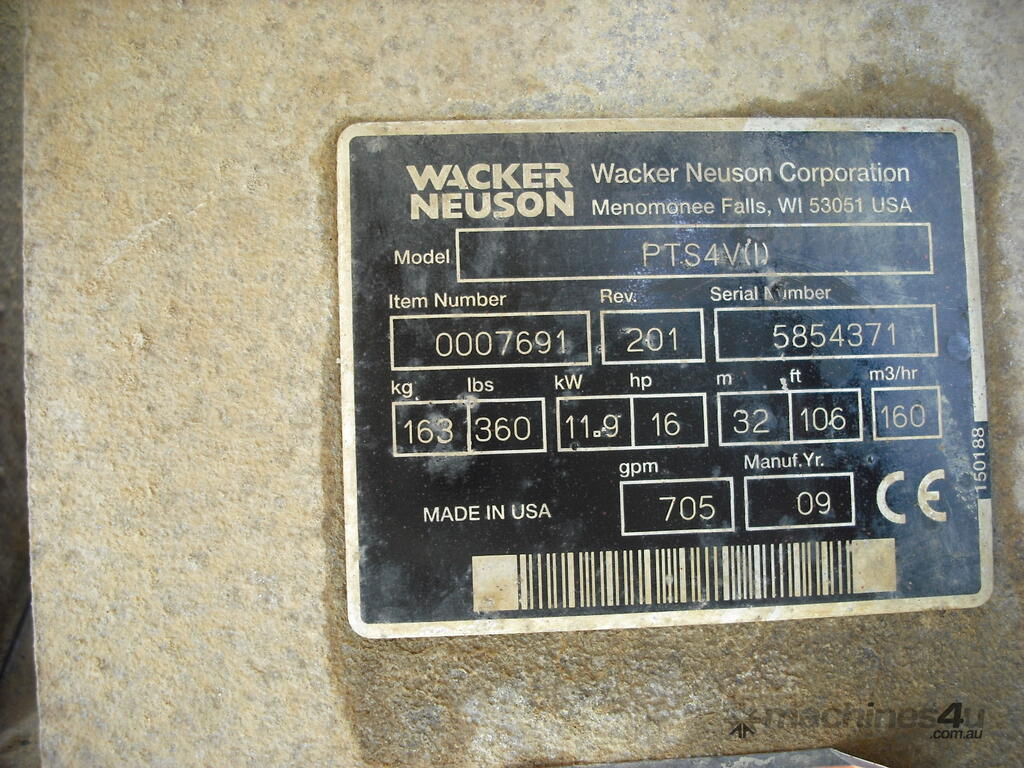 WACKER
NEUSON
Wacker Neuson Corporation
Menomonee Falls, WI 53051 USA
Model PTS4V(I)
Item Number Rev. Serial Number
0007691 201 5854371
kg lbs kW hp m ft m3/hr
163 360 11.9 16 32 106 160
gpm Manuf.Yr.
MADE IN USA 705 09 CE
150188
machines4u
.com.au